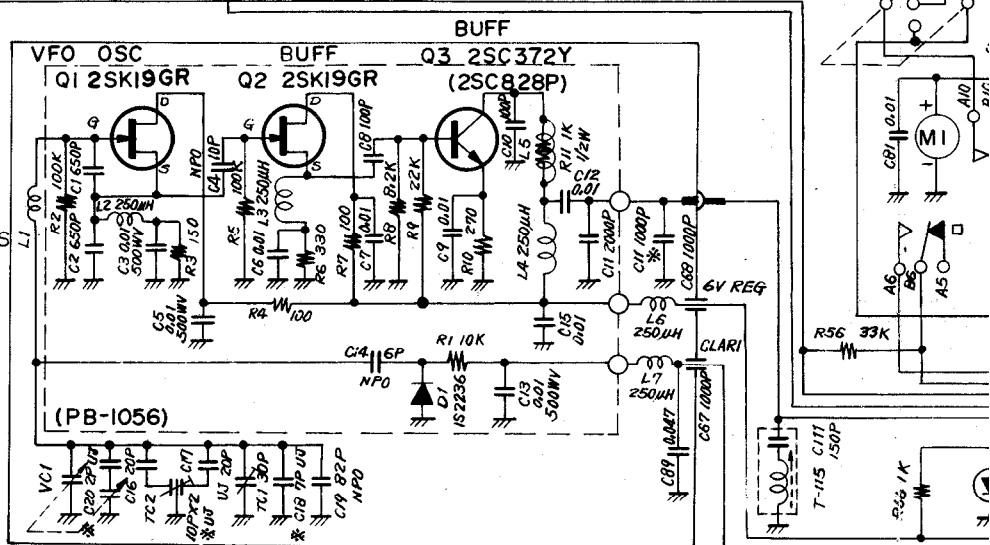 BUFF
VFO OSC
BUFF
Q3 2SC372Y
Q1 2SK19GR
Q2 2SK19GR
(2SC828P)
D
G
S
NPO
C4 10P
D
S
C8 100P
C10 100P
L5
R11 1K
1/2W
C12
0.01
C81 0.01
+
M1
-
A10
L1
R2 100K
C1 650P
C2 650P
L2 250μH
C3 0.01
500WV
R3 150
R5
100K
L3 250μH
C6 0.01
R6 330
R7 100
C7 0.01
R8 8.2K
R9 22K
C9 0.01
R10 270
L4 250μH
C11 2000P
C11 1000P
※
C68 1000P
6V REG
A6
B6
A5
C5
0.01
500WV
R4 100
C15
0.01
L6
250μH
R56 33K
C14 6P
NPO
R1 10K
D1
1S2236
C13
0.01
500WV
L7
250μH
CLARI
C67 1000P
C89 0.047
(PB-1056)
VC1
※ C20 2P UJ
C16 20P
TC2
10PX2
※ UJ
C17
UJ 20P
TC1 30P
※ C18 7P UJ
C19 82P
NPO
T-115
C111
150P
1K